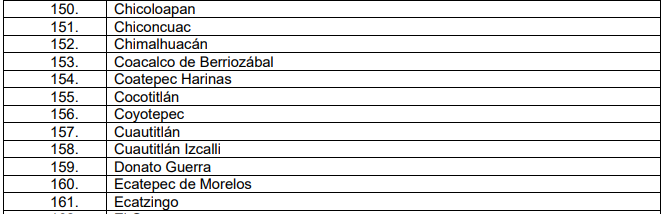 150. Chicoloapan
151. Chiconcuac
152. Chimalhuacán
153. Coacalco de Berriozábal
154. Coatepec Harinas
155. Cocotitlán
156. Coyotepec
157. Cuautitlán
158. Cuautitlán Izcalli
159. Donato Guerra
160. Ecatepec de Morelos
161. Ecatzingo